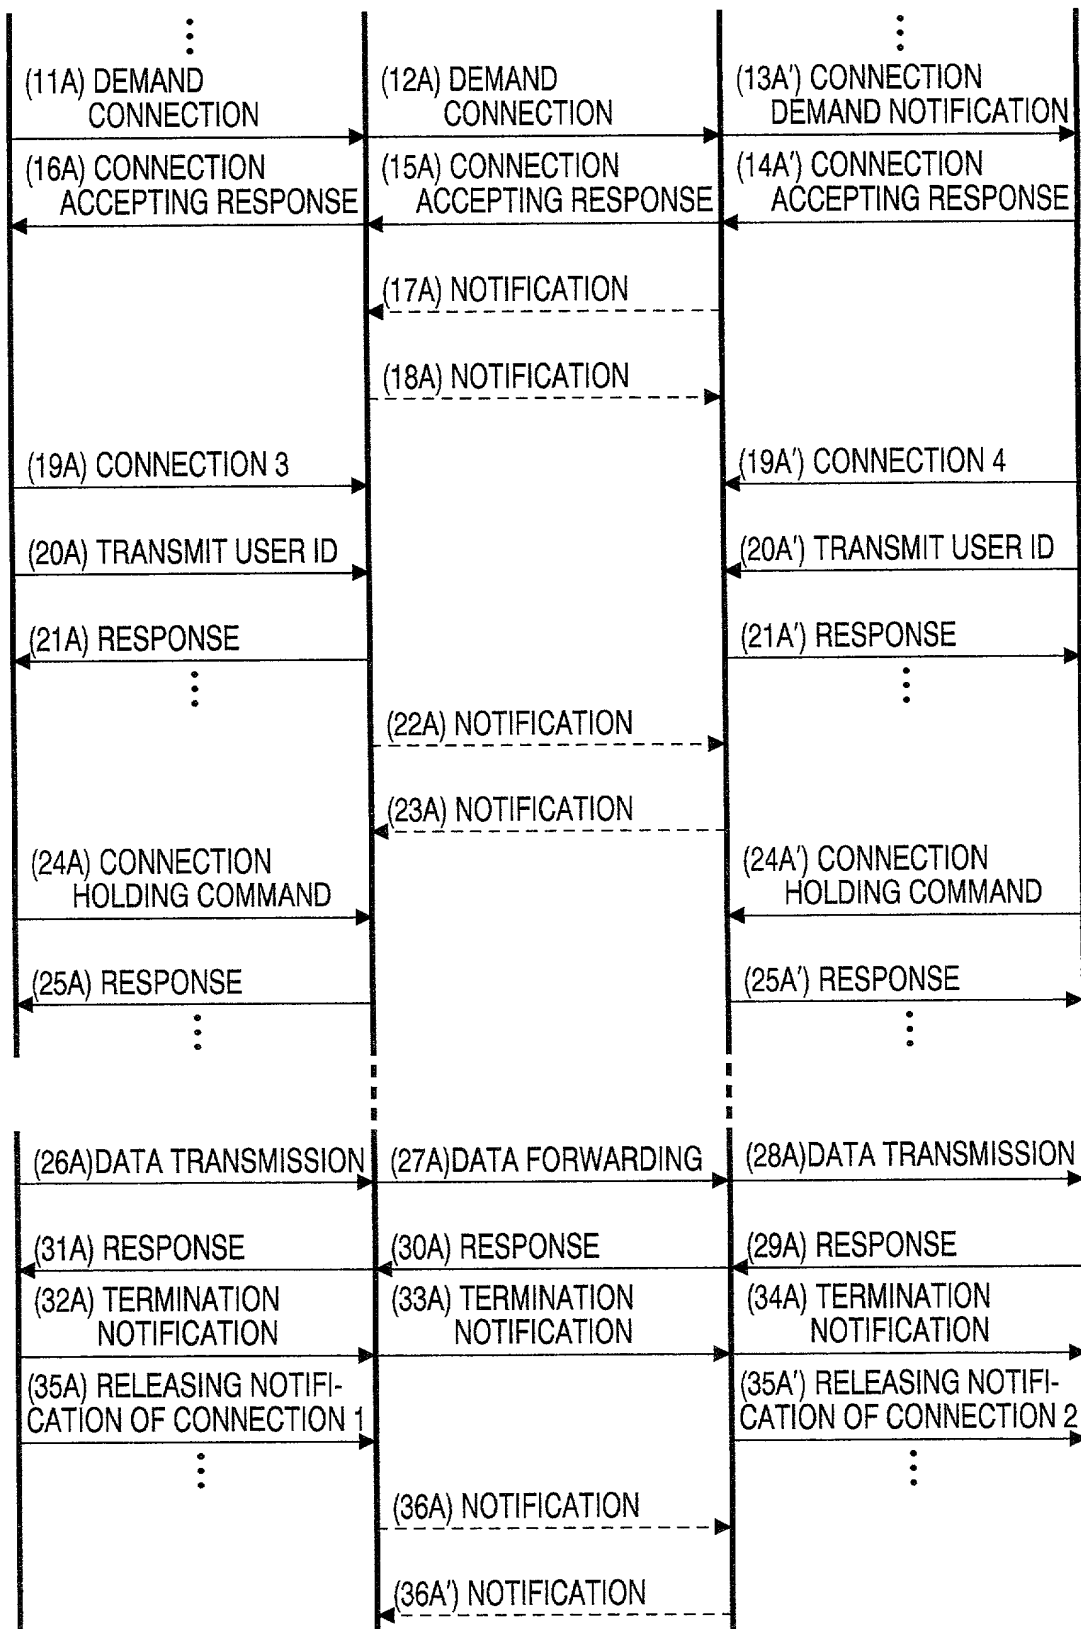 (11A) DEMAND
CONNECTION
(12A) DEMAND
CONNECTION
(13A') CONNECTION
DEMAND NOTIFICATION
(16A) CONNECTION
ACCEPTING RESPONSE
(15A) CONNECTION
ACCEPTING RESPONSE
(14A') CONNECTION
ACCEPTING RESPONSE
(17A) NOTIFICATION
(18A) NOTIFICATION
(19A) CONNECTION 3
(19A') CONNECTION 4
(20A) TRANSMIT USER ID
(20A') TRANSMIT USER ID
(21A) RESPONSE
(21A') RESPONSE
(22A) NOTIFICATION
(23A) NOTIFICATION
(24A) CONNECTION
HOLDING COMMAND
(24A') CONNECTION
HOLDING COMMAND
(25A) RESPONSE
(25A') RESPONSE
(26A)DATA TRANSMISSION
(27A)DATA FORWARDING
(28A)DATA TRANSMISSION
(31A) RESPONSE
(30A) RESPONSE
(29A) RESPONSE
(32A) TERMINATION
NOTIFICATION
(33A) TERMINATION
NOTIFICATION
(34A) TERMINATION
NOTIFICATION
(35A) RELEASING NOTIFI-
CATION OF CONNECTION 1
(35A') RELEASING NOTIFI-
CATION OF CONNECTION 2
(36A) NOTIFICATION
(36A') NOTIFICATION